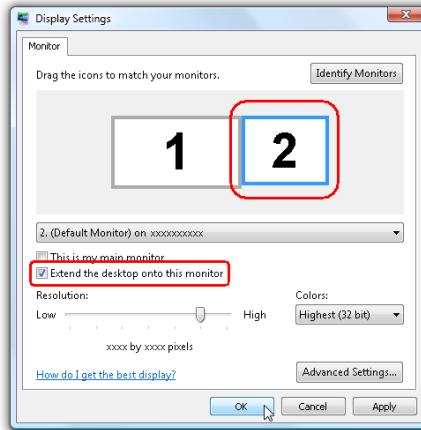 Display Settings
Monitor
Drag the icons to match your monitors.
Identify Monitors
1 2
2. (Default Monitor) on xxxxxxxxxx
This is my main monitor
Extend the desktop onto this monitor
Resolution: Colors:
Low High Highest (32 bit)
xxxx by xxxx pixels
How do I get the best display? Advanced Settings...
OK Cancel Apply